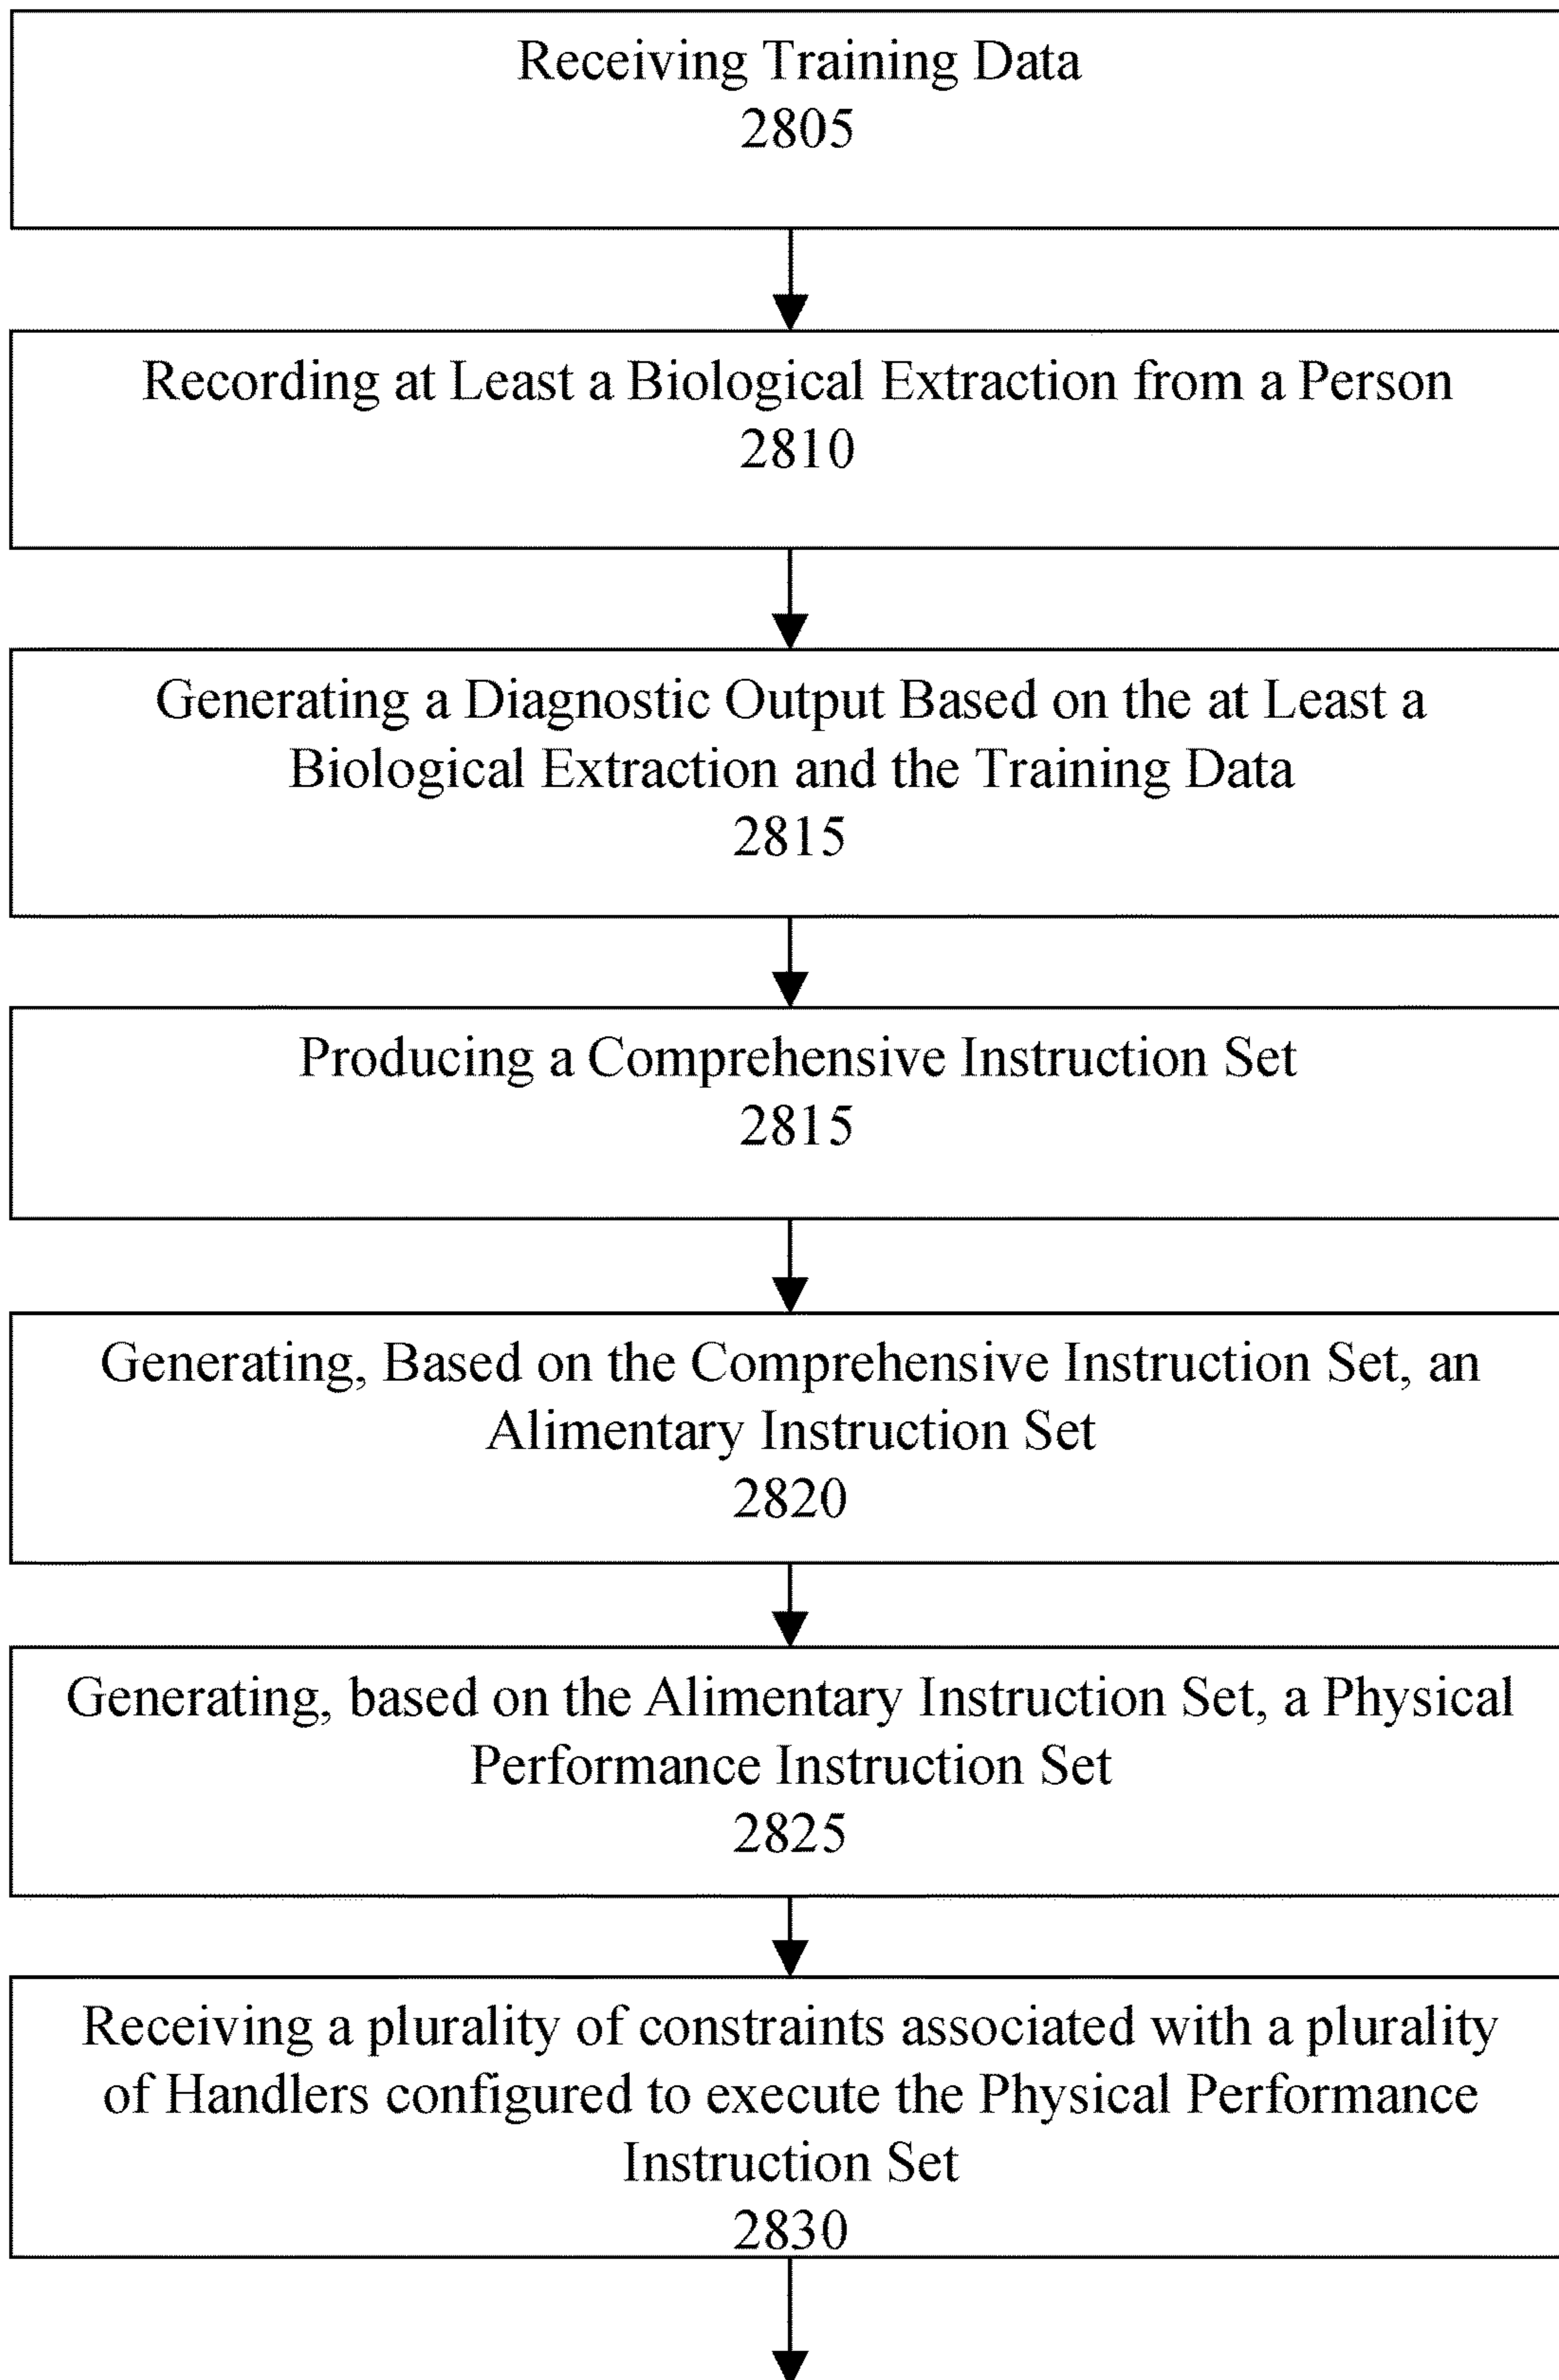 Receiving Training Data
2805
Recording at Least a Biological Extraction from a Person
2810
Generating a Diagnostic Output Based on the at Least a
Biological Extraction and the Training Data
2815
Producing a Comprehensive Instruction Set
2815
Generating, Based on the Comprehensive Instruction Set, an
Alimentary Instruction Set
2820
Generating, based on the Alimentary Instruction Set, a Physical
Performance Instruction Set
2825
Receiving a plurality of constraints associated with a plurality
of Handlers configured to execute the Physical Performance
Instruction Set
2830